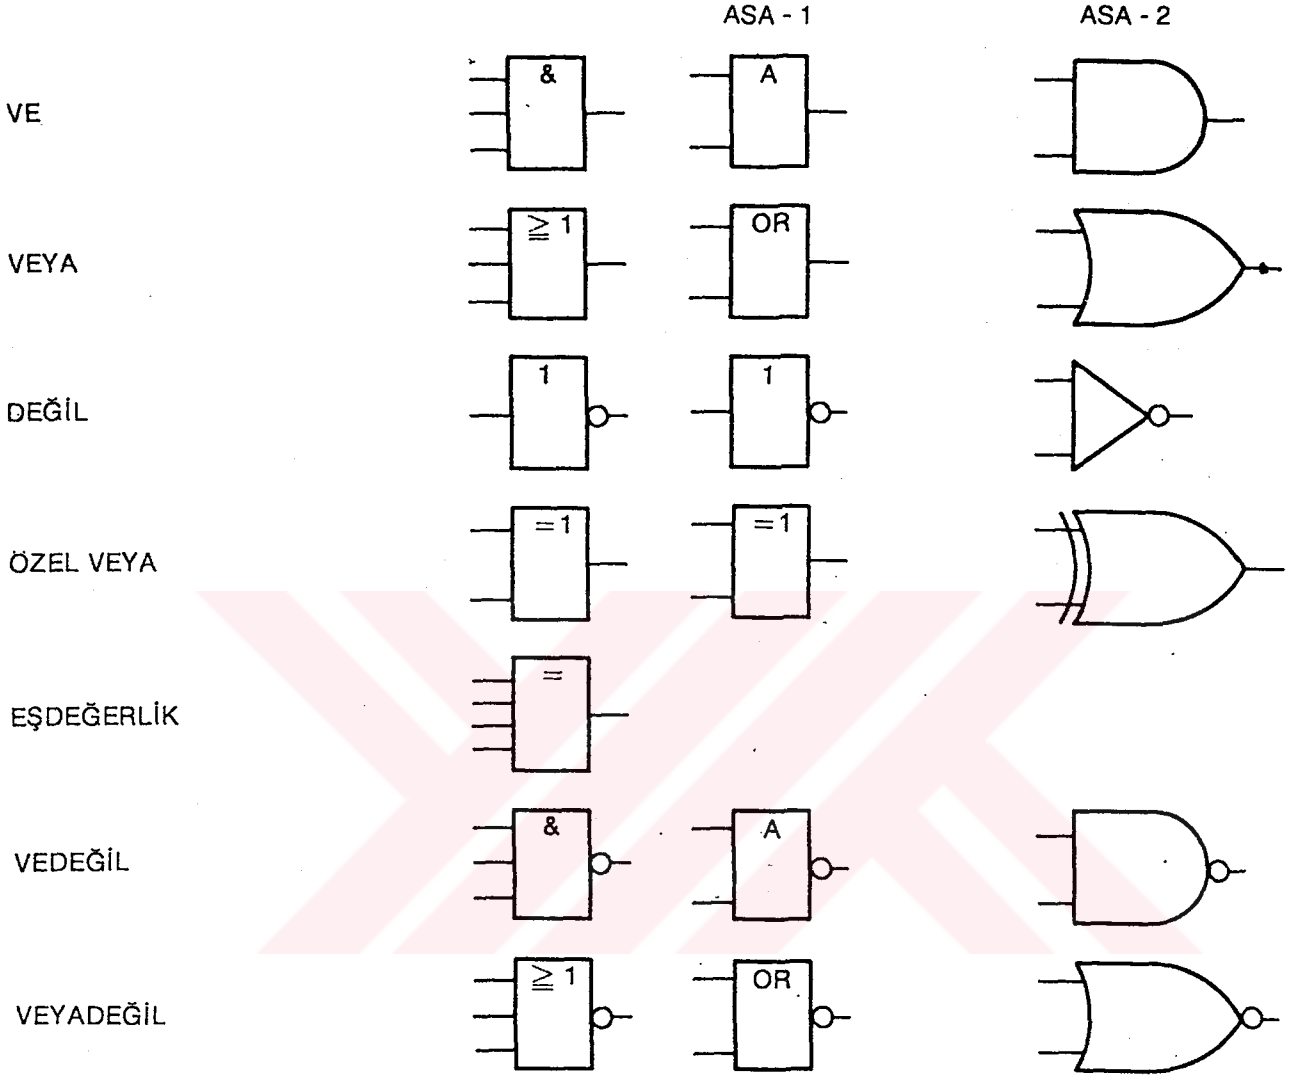 ASA - 1 ASA - 2
VE & A
VEYA ≧ 1 OR
DEĞİL 1 1
ÖZEL VEYA =1 =1
EŞDEĞERLİK =
VEDEĞİL & A
VEYADEĞİL ≧ 1 OR